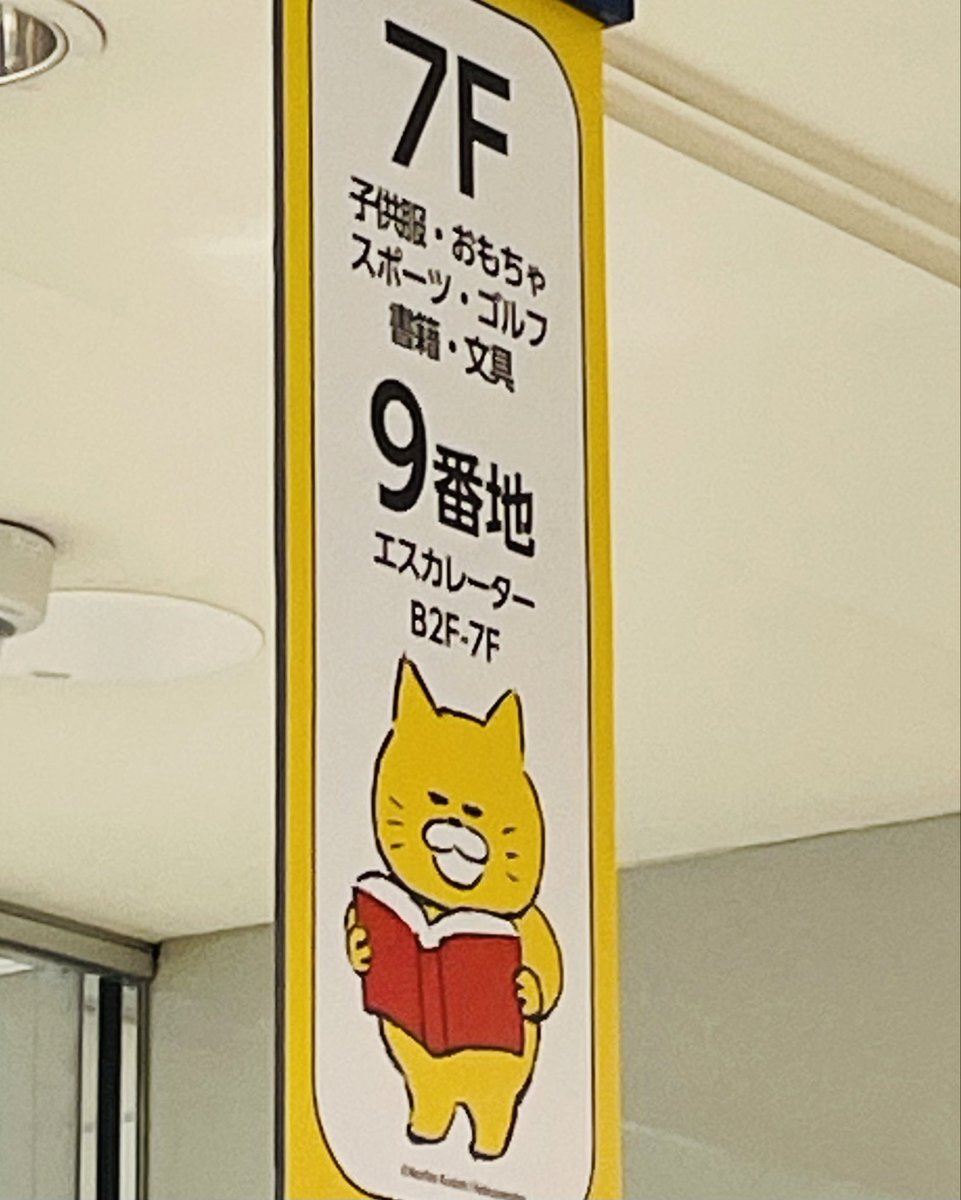 7F
子供服・おもちゃ
スポーツ・ゴルフ
書籍・文具
9番地
エスカレーター
B2F-7F